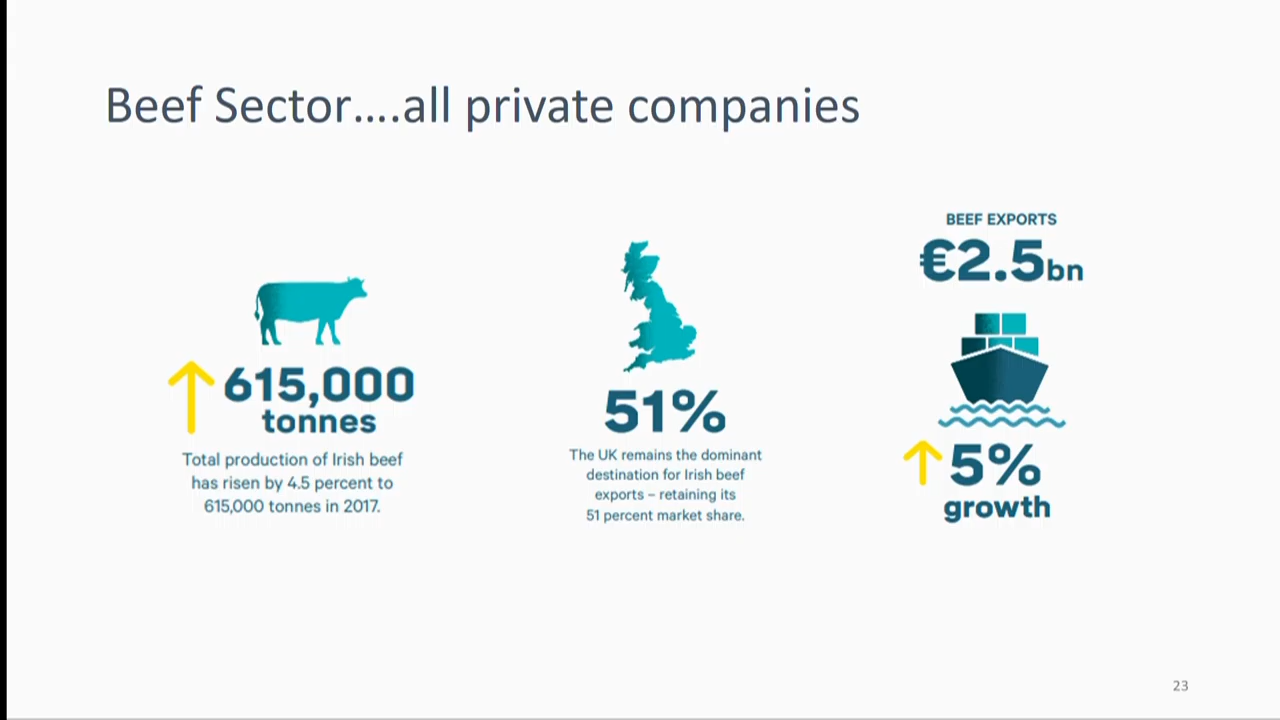 Beef Sector....all private companies
615,000
tonnes
Total production of Irish beef
has risen by 4.5 percent to
615,000 tonnes in 2017.
51%
The UK remains the dominant
destination for Irish beef
exports – retaining its
51 percent market share.
BEEF EXPORTS
€2.5bn
5%
growth
23